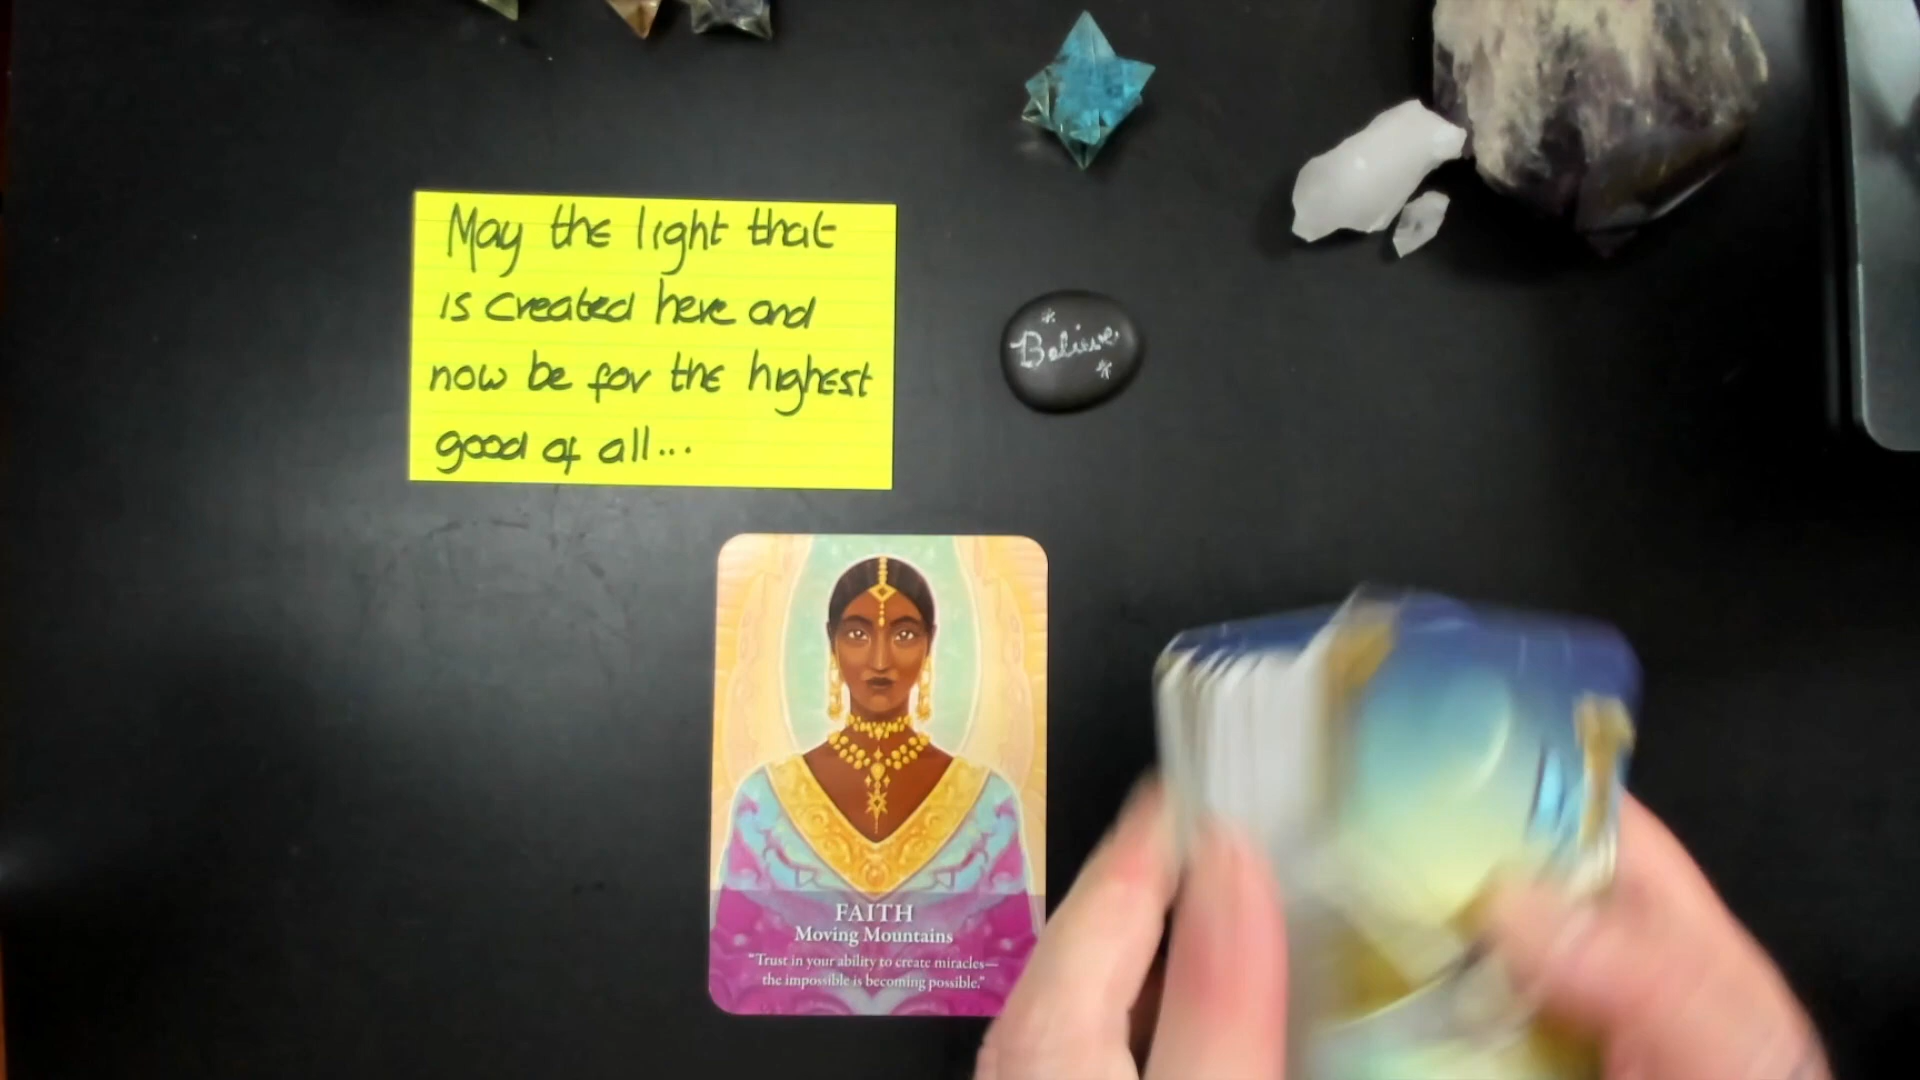 May the light that
is created here and
now be for the highest
good of all...
*
Believe
*
FAITH
Moving Mountains
"Trust in your ability to create miracles—
the impossible is becoming possible."